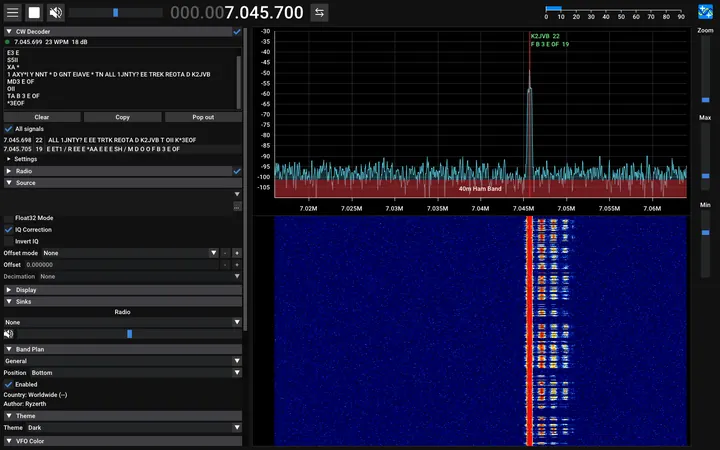 000.007.045.700
0 10 20 30 40 50 60 70 80 90
CW Decoder
7.045.699 23 WPM 18 dB
E3 E
S5II
XA *
1 AXY*! Y NNT * D GNT EIAVE * TN ALL 1JNTY? EE TREK REOTA D K2JVB
MD3 E OF
OII
TA B 3 E OF
*3EOF
Clear Copy Pop out
All signals
7.045.698 22 ALL 1JNTY? E EE TRTK REOTA D K2JVB T OII K*3EOF
7.045.705 19 E ET1 / R EE E *AA E E E E SH / M D O O F B 3 E OF
Settings
Radio
Source
...
Float32 Mode
IQ Correction
Invert IQ
Offset mode None - +
Offset 0.000000 - +
Decimation None
Display
Sinks
Radio
None
Band Plan
General
Position Bottom
Enabled
Country: Worldwide (--)
Author: Ryzerth
Theme
Theme Dark
VFO Color
-30
-35
-40
-45
-50
-55
-60
-65
-70
-75
-80
-85
-90
-95
-100
-105
K2JVB 22
F B 3 E OF 19
40m Ham Band
7.02M 7.025M 7.03M 7.035M 7.04M 7.045M 7.05M 7.055M 7.06M
Zoom
Max
Min